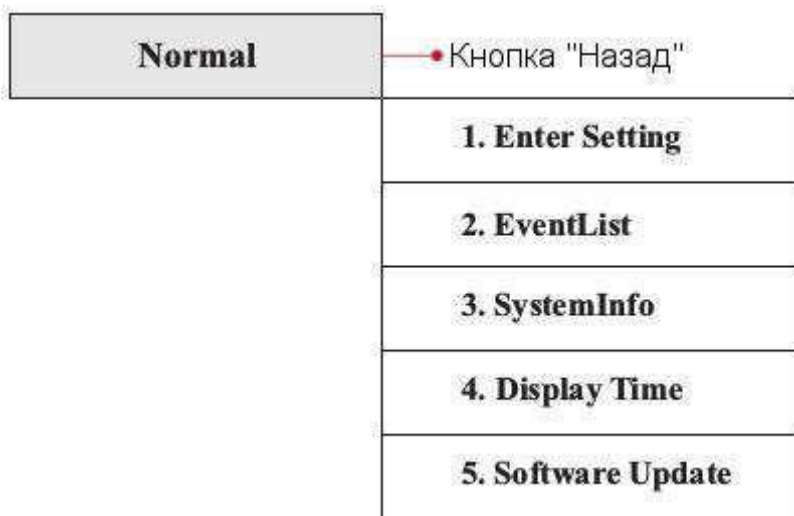 Normal
Кнопка "Назад"
1. Enter Setting
2. EventList
3. SystemInfo
4. Display Time
5. Software Update